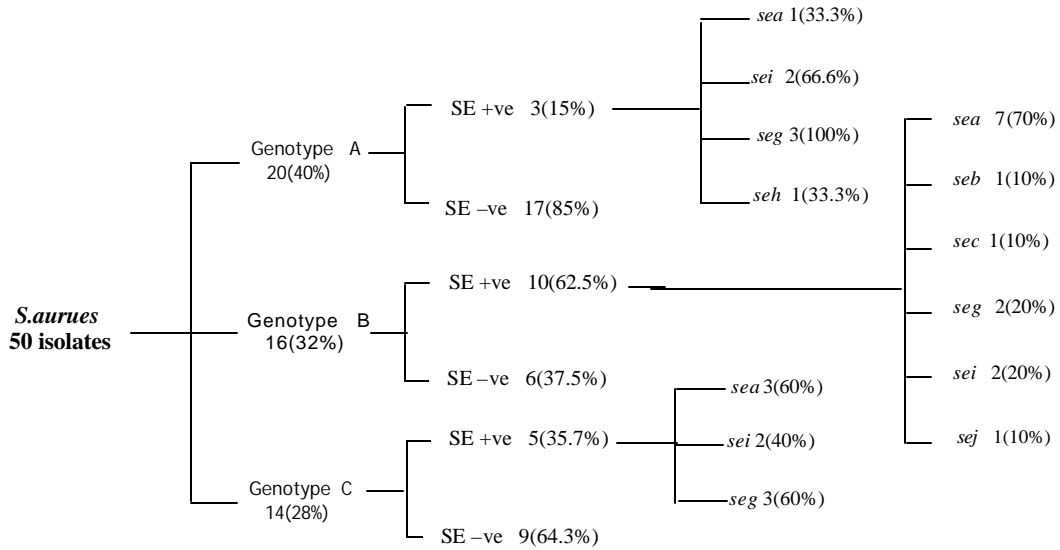 S.aurues
50 isolates
Genotype A
20(40%)
SE +ve 3(15%)
sea 1(33.3%)
sei 2(66.6%)
seg 3(100%)
seh 1(33.3%)
SE –ve 17(85%)
Genotype B
16(32%)
SE +ve 10(62.5%)
sea 7(70%)
seb 1(10%)
sec 1(10%)
seg 2(20%)
sei 2(20%)
sej 1(10%)
SE –ve 6(37.5%)
Genotype C
14(28%)
SE +ve 5(35.7%)
sea 3(60%)
sei 2(40%)
seg 3(60%)
SE –ve 9(64.3%)